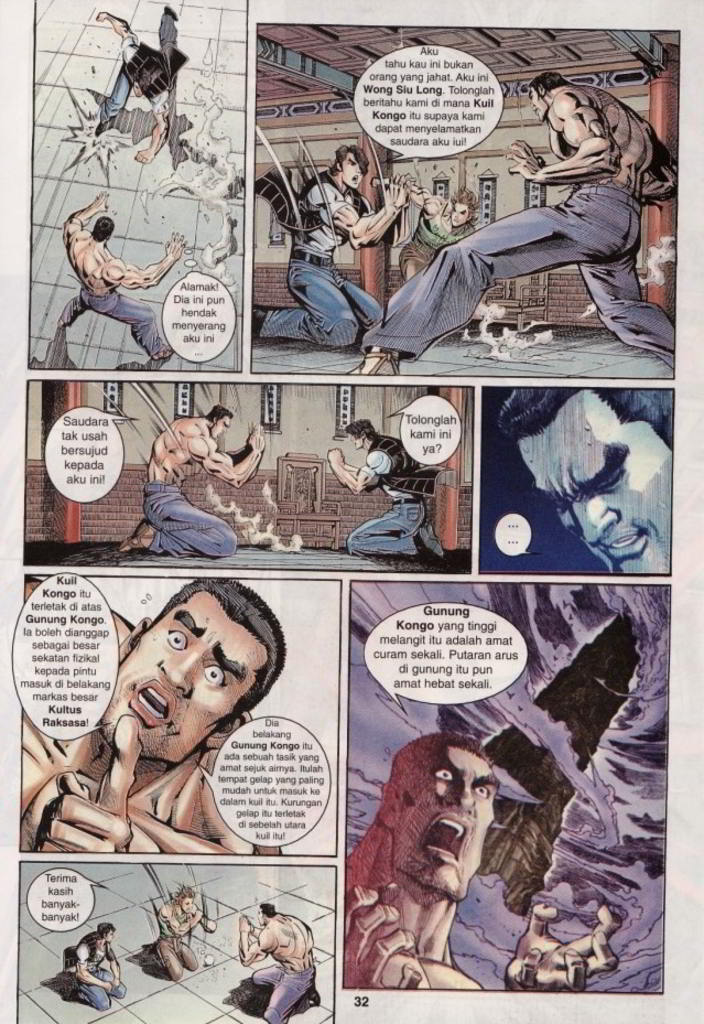 Alamak!
Dia ini pun
hendak
menyerang
aku ini
...
Aku
tahu kau ini bukan
orang yang jahat. Aku ini
Wong Siu Long. Tolonglah
beritahu kami di mana Kuil
Kongo itu supaya kami
dapat menyelamatkan
saudara aku iui!
Saudara
tak usah
bersujud
kepada
aku ini!
Tolonglah
kami ini
ya?
...
...
Kuil
Kongo itu
terletak di atas
Gunung Kongo.
Ia boleh dianggap
sebagai besar
sekatan fizikal
kepada pintu
masuk di belakang
markas besar
Kultus
Raksasa!
Dia
belakang
Gunung Kongo itu
ada sebuah tasik yang
amat sejuk airnya. Itulah
tempat gelap yang paling
mudah untuk masuk ke
dalam kuil itu. Kurungan
gelap itu terletak
di sebelah utara
kuil itu!
Gunung
Kongo yang tinggi
melangit itu adalah amat
curam sekali. Putaran arus
di gunung itu pun
amat hebat sekali.
Terima
kasih
banyak-
banyak!
32